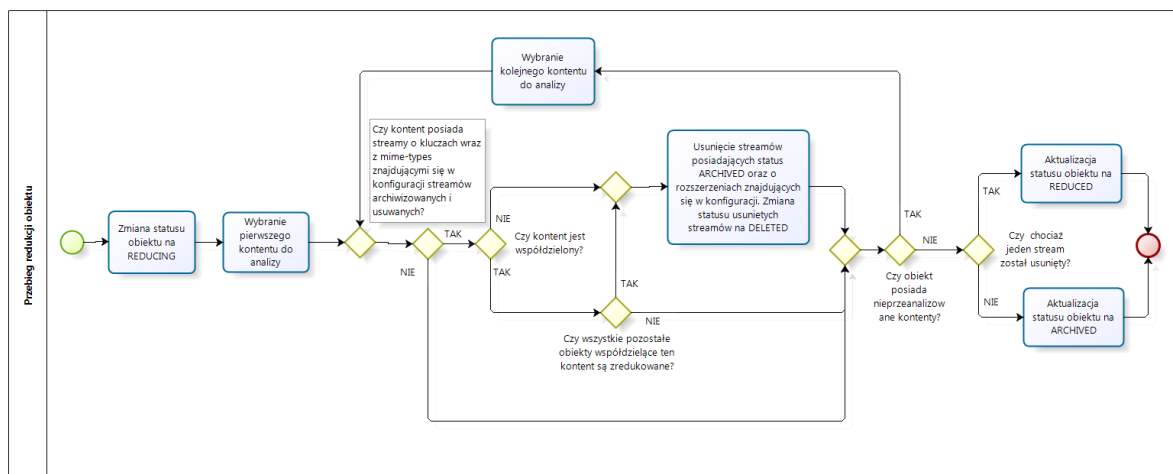 Przebieg redukcji obiektu
Wybranie
kolejnego kontentu
do analizy
Czy kontent posiada
streamy o kluczach wraz
z mime-types
znajdującymi się w
konfiguracji streamów
archiwizowanych i
usuwanych?
Usunięcie streamów
posiadających status
ARCHIVED oraz o
rozszerzeniach znajdujących
się w konfiguracji. Zmiana
statusu usunietych
streamów na DELETED
Aktualizacja
statusu obiektu na
REDUCED
Zmiana statusu
obiektu na
REDUCING
Wybranie
pierwszego
kontentu do
analizy
TAK
NIE
NIE
TAK
Czy kontent jest
współdzielony?
TAK
NIE
Czy wszystkie pozostałe
obiekty współdzielące ten
kontent są zredukowane?
TAK
NIE
Czy obiekt
posiada
nieprzeanalizow
ane kontenty?
TAK
Czy chociaż
jeden stream
został usunięty?
NIE
Aktualizacja
statusu obiektu na
ARCHIVED